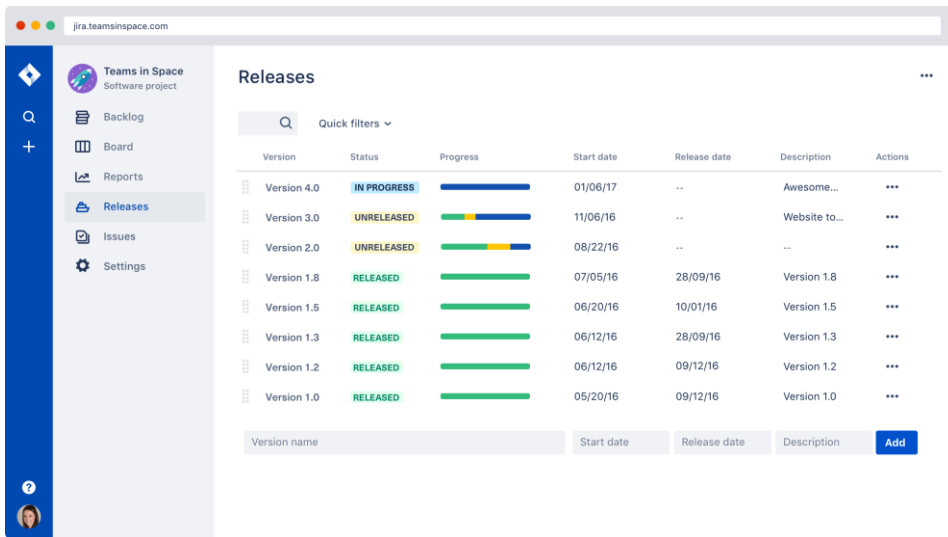 jira.teamsinspace.com
Teams in Space
Software project
Backlog
Board
Reports
Releases
Issues
Settings
Releases
Quick filters
Version Status Progress Start date Release date Description Actions
Version 4.0 IN PROGRESS 01/06/17 -- Awesome...
Version 3.0 UNRELEASED 11/06/16 -- Website to...
Version 2.0 UNRELEASED 08/22/16 -- --
Version 1.8 RELEASED 07/05/16 28/09/16 Version 1.8
Version 1.5 RELEASED 06/20/16 10/01/16 Version 1.5
Version 1.3 RELEASED 06/12/16 28/09/16 Version 1.3
Version 1.2 RELEASED 06/12/16 09/12/16 Version 1.2
Version 1.0 RELEASED 05/20/16 09/12/16 Version 1.0
Version name Start date Release date Description Add